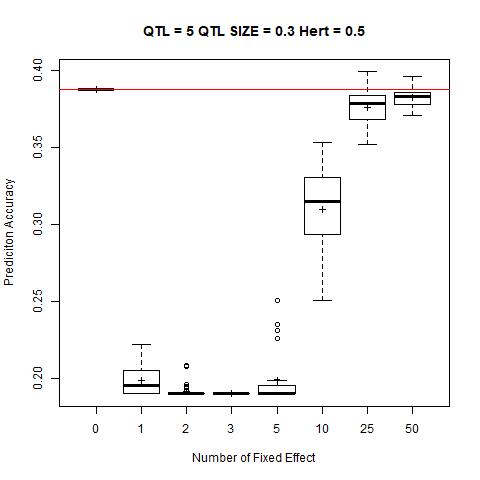 QTL = 5 QTL SIZE = 0.3 Hert = 0.5
Prediciton Accuracy
0.40
0.35
0.30
0.25
0.20
0 1 2 3 5 10 25 50
Number of Fixed Effect